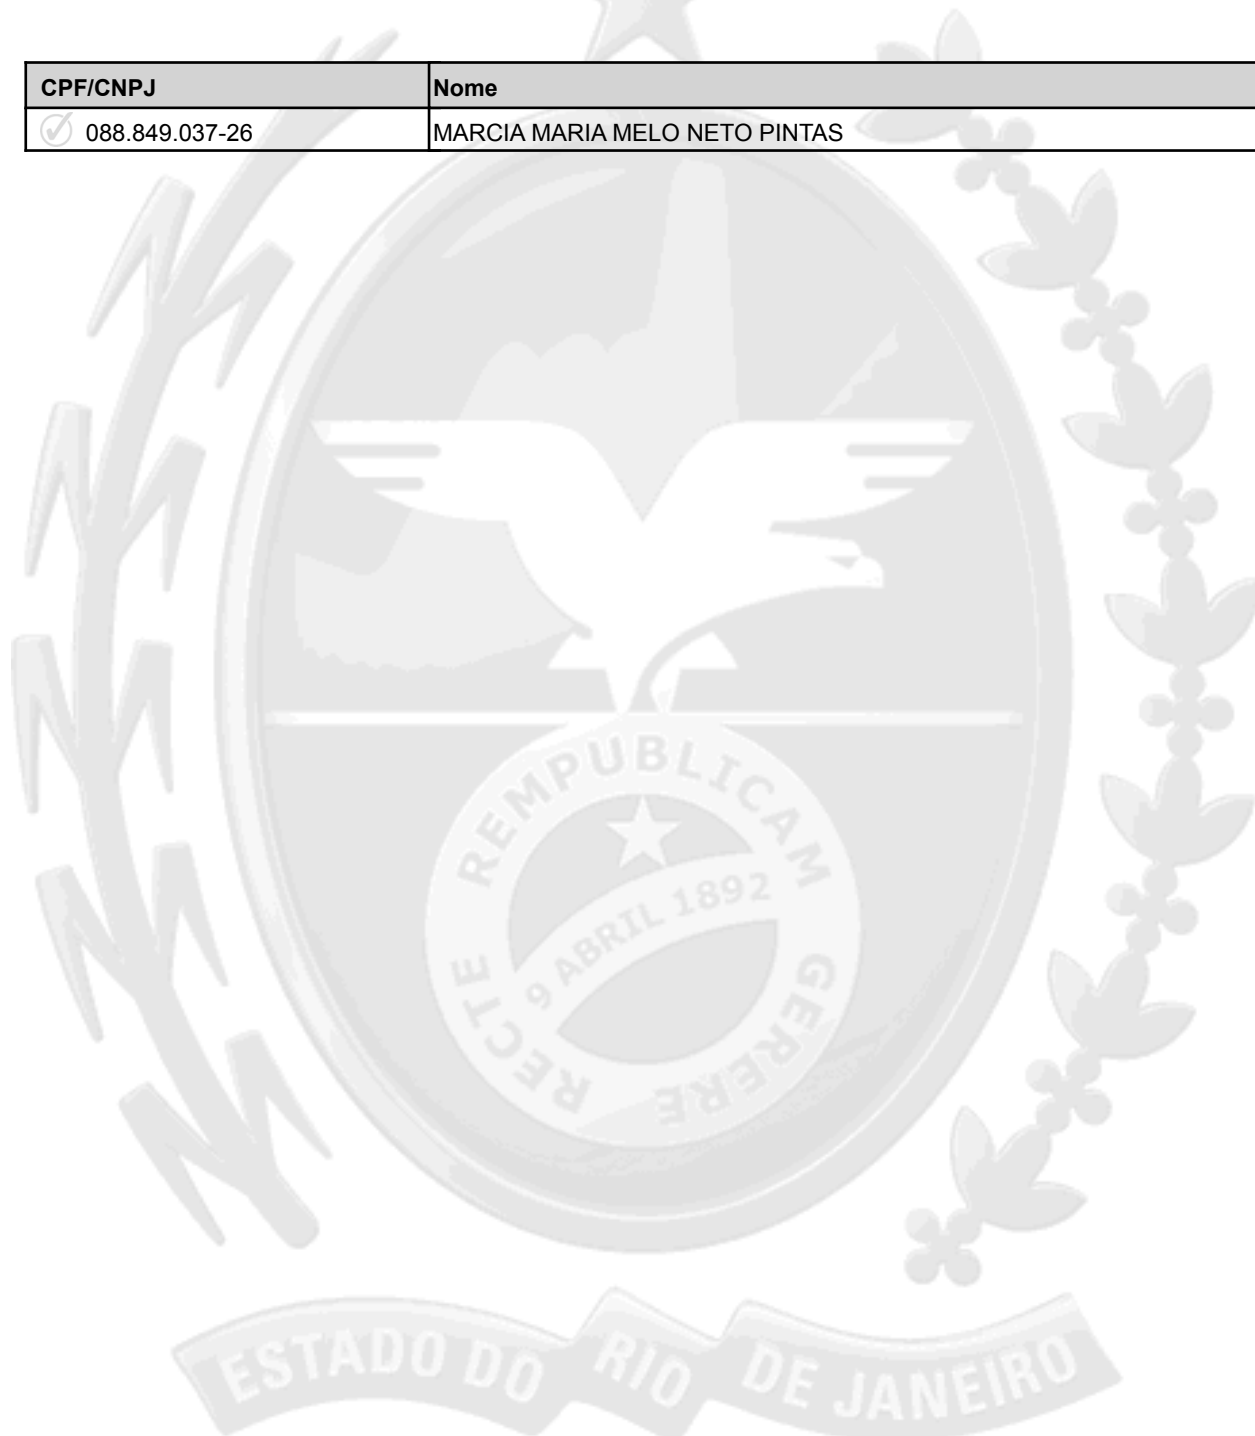 CPF/CNPJ Nome
088.849.037-26 MARCIA MARIA MELO NETO PINTAS
RECTE REMPUBLICAM GERERE
9 ABRIL 1892
ESTADO DO RIO DE JANEIRO